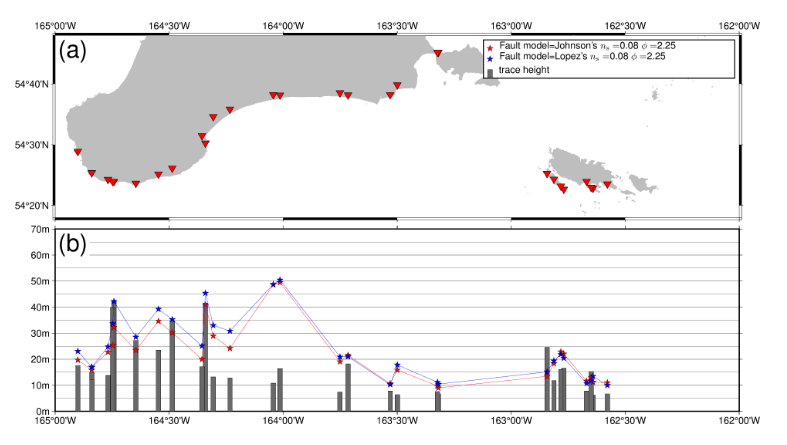 165°00'W 164°30'W 164°00'W 163°30'W 163°00'W 162°30'W 162°00'W
(a)
Fault model=Johnson's n_s =0.08 ϕ =2.25
Fault model=Lopez's n_s =0.08 ϕ =2.25
trace height
54°40'N
54°30'N
54°20'N
70m
(b)
60m
50m
40m
30m
20m
10m
0m
165°00'W 164°30'W 164°00'W 163°30'W 163°00'W 162°30'W 162°00'W